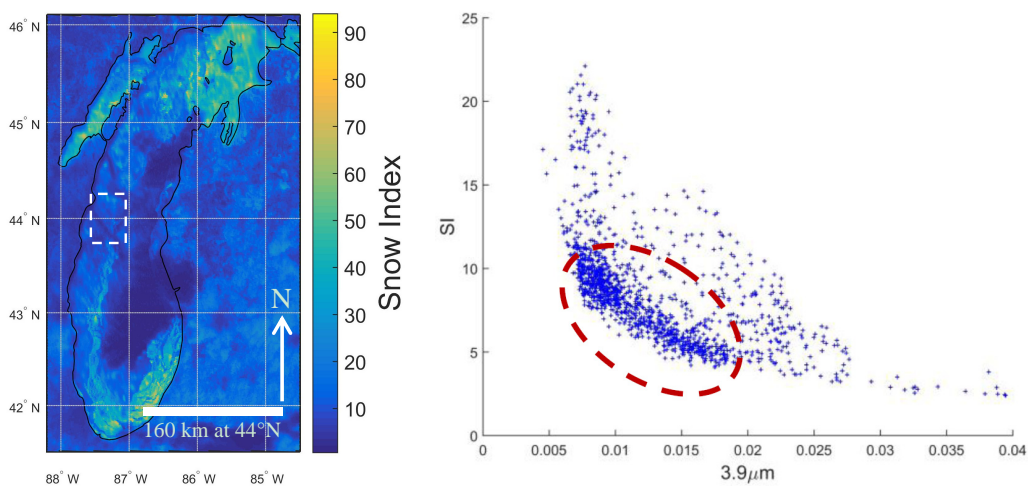 46° N
45° N
44° N
43° N
42° N
88° W
87° W
86° W
85° W
N
160 km at 44°N
90
80
70
60
50
40
30
20
10
Snow Index
25
20
15
10
5
0
SI
0
0.005
0.01
0.015
0.02
0.025
0.03
0.035
0.04
3.9μm